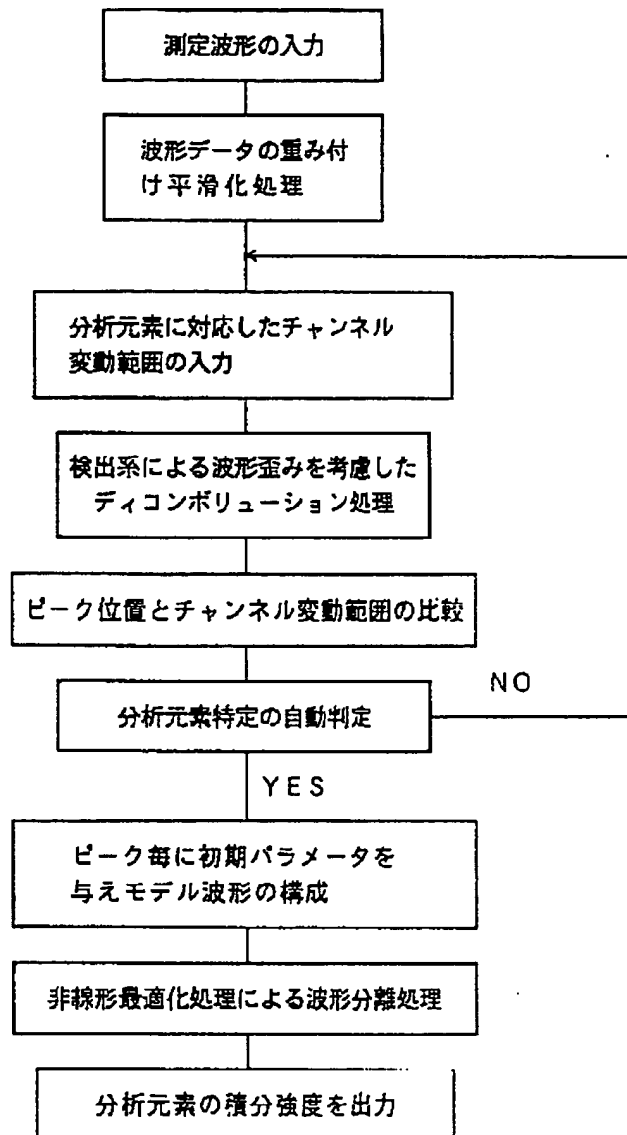 測定波形の入力
波形データの重み付
け平滑化処理
分析元素に対応したチャンネル
変動範囲の入力
検出系による波形歪みを考慮した
ディコンボリューション処理
ピーク位置とチャンネル変動範囲の比較
分析元素特定の自動判定
NO
YES
ピーク毎に初期パラメータを
与えモデル波形の構成
非線形最適化処理による波形分離処理
分析元素の積分強度を出力